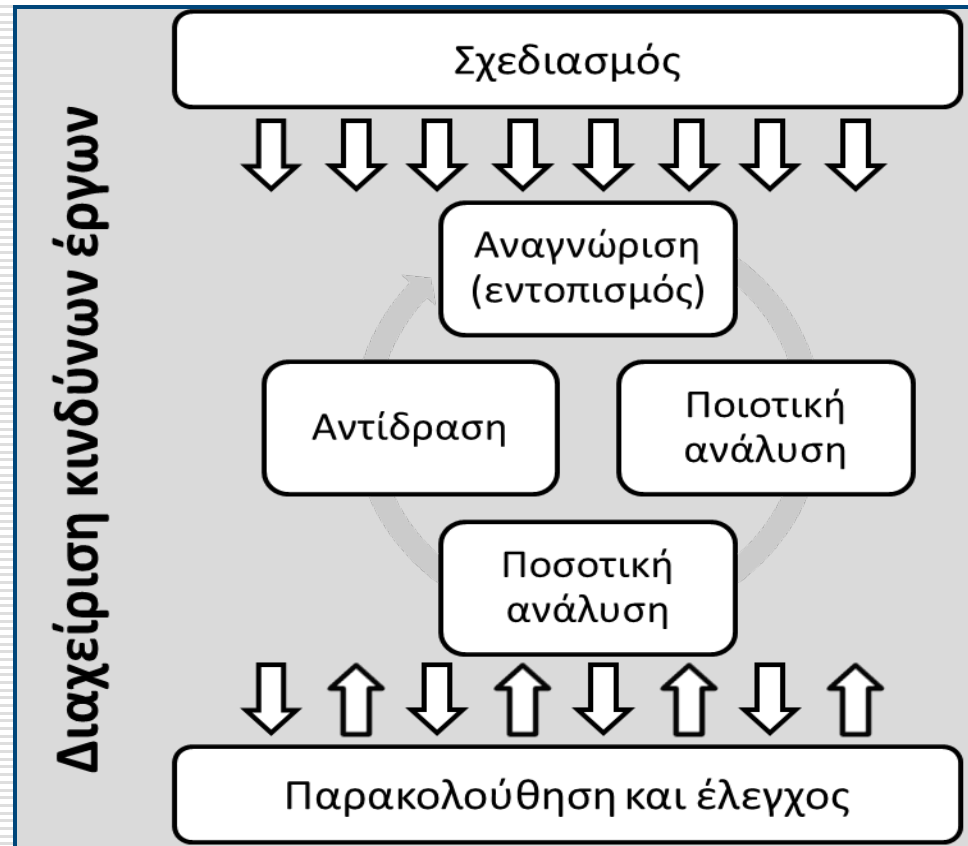 Διαχείριση κινδύνων έργων
Σχεδιασμός
Αναγνώριση
(εντοπισμός)
Αντίδραση
Ποιοτική
ανάλυση
Ποσοτική
ανάλυση
Παρακολούθηση και έλεγχος